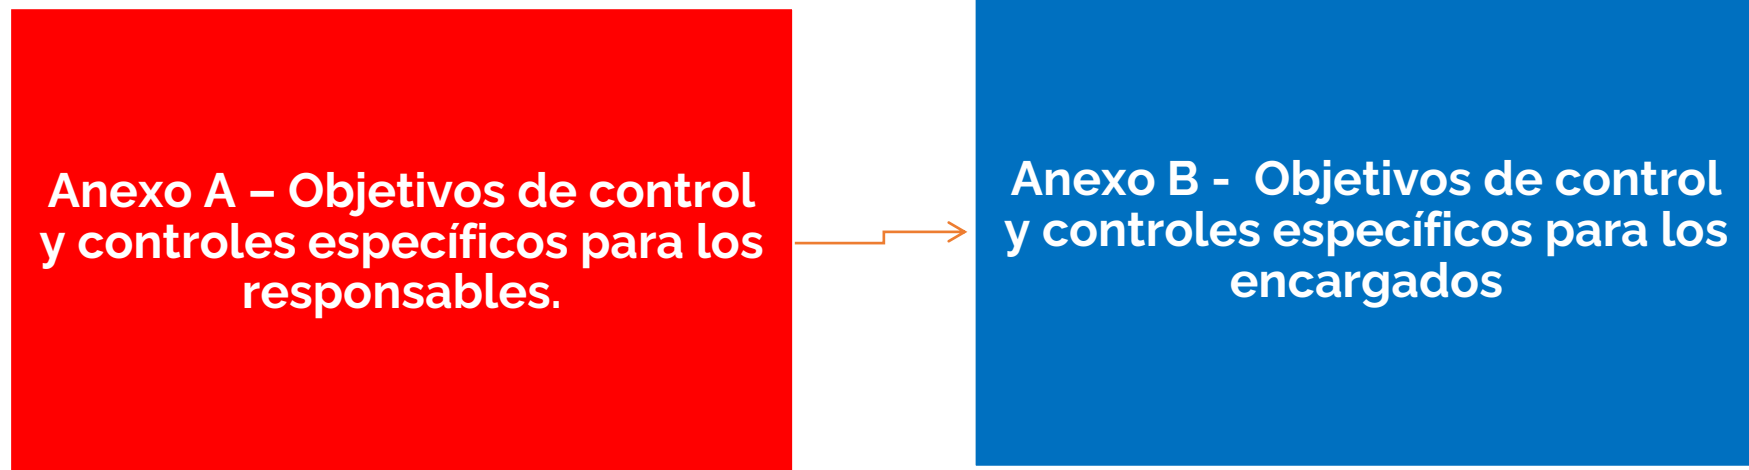 Anexo A – Objetivos de control
y controles específicos para los
responsables.
Anexo B - Objetivos de control
y controles específicos para los
encargados